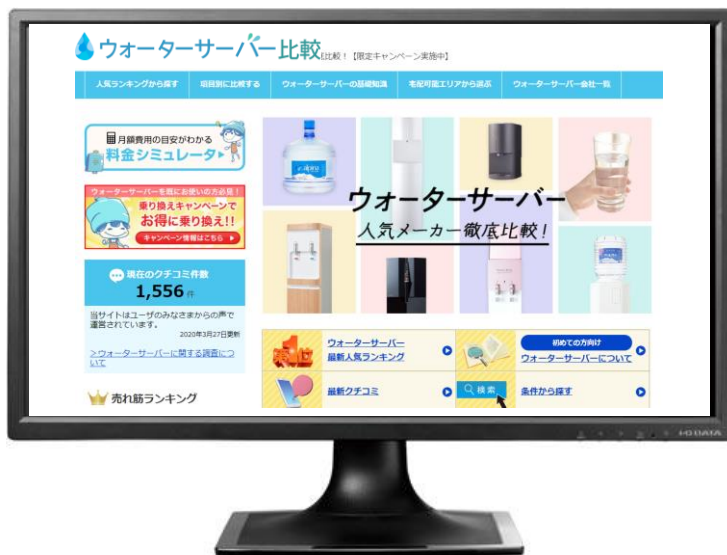 ウォーターサーバー比較
比較！【限定キャンペーン実施中】
人気ランキングから探す
項目別に比較する
ウォーターサーバーの基礎知識
宅配可能エリアから選ぶ
ウォーターサーバー会社一覧
月額費用の目安がわかる
料金シミュレータ
ウォーターサーバーを既にお使いの方必見！
乗り換えキャンペーンで
お得に乗り換え!!
キャンペーン情報はこちら
現在のクチコミ件数
1,556 件
当サイトはユーザのみなさまからの声で
運営されています。
2020年3月27日更新
＞ウォーターサーバーに関する調査につ
いて
売れ筋ランキング
ウォーターサーバー
人気メーカー徹底比較！
第1位
ウォーターサーバー
最新人気ランキング
初めての方向け
ウォーターサーバーについて
最新クチコミ
検索
条件から探す
I-O DATA